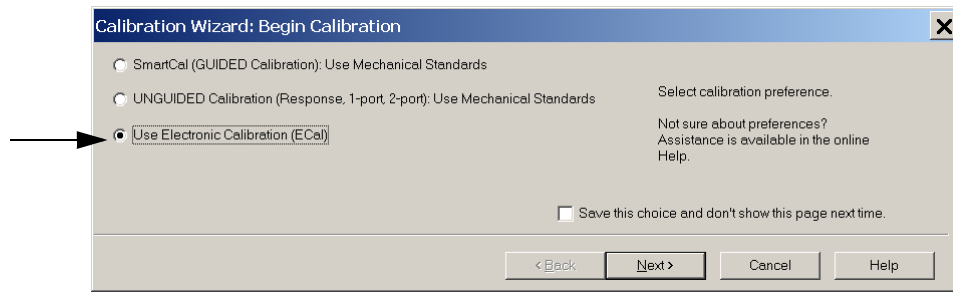 Calibration Wizard: Begin Calibration
SmartCal (GUIDED Calibration): Use Mechanical Standards
UNGUIDED Calibration (Response, 1-port, 2-port): Use Mechanical Standards
Use Electronic Calibration (ECal)
Select calibration preference.
Not sure about preferences?
Assistance is available in the online
Help.
Save this choice and don't show this page next time.
< Back
Next >
Cancel
Help